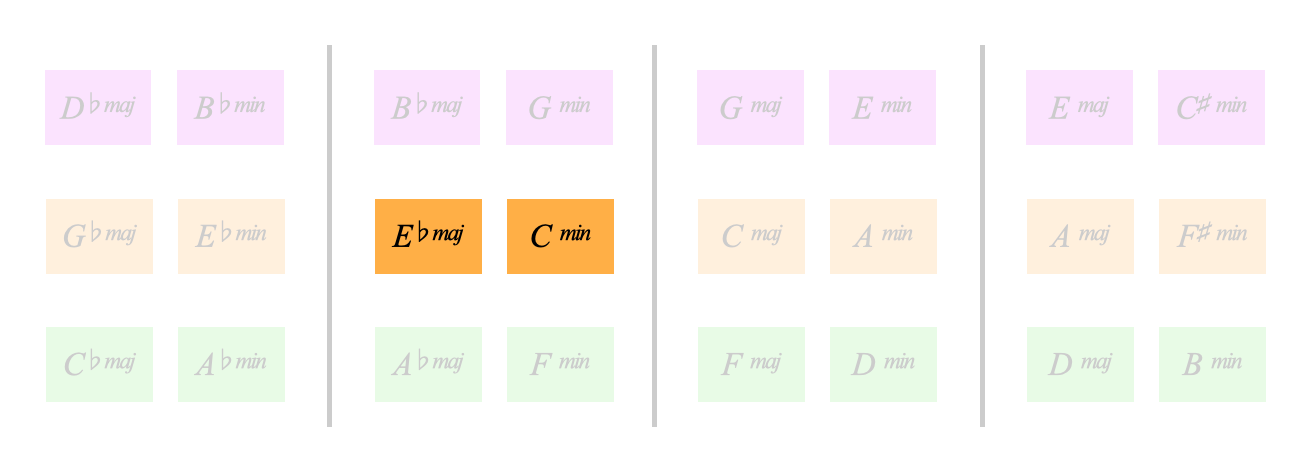 D♭ maj B♭ min B♭ maj G min G maj E min E maj C♯ min
G♭ maj E♭ min E♭ maj C min C maj A min A maj F♯ min
C♭ maj A♭ min A♭ maj F min F maj D min D maj B min